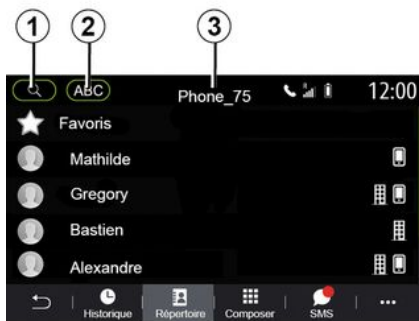 1 2 3
ABC Phone_75 12:00
Favoris
Mathilde
Gregory
Bastien
Alexandre
Historique Répertoire Composer SMS